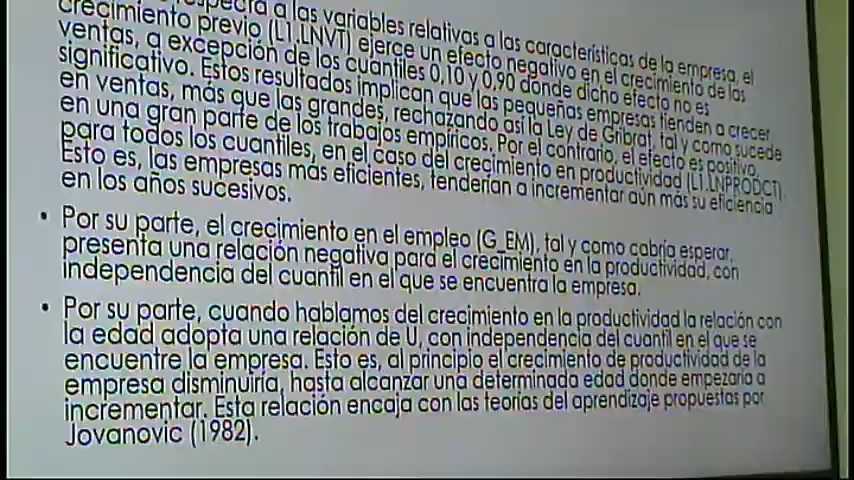 respecta a las variables relativas a las características de la empresa, el
crecimiento previo (L1.LNVT) ejerce un efecto negativo en el crecimiento de las
ventas, a excepción de los cuantiles 0,10 y 0,90 donde dicho efecto no es
significativo. Estos resultados implican que las pequeñas empresas tienden a crecer
en ventas, más que las grandes, rechazando así la Ley de Gribrat, tal y como sucede
en una gran parte de los trabajos empíricos. Por el contrario, el efecto es positivo,
para todos los cuantiles, en el caso del crecimiento en productividad (L1.LNPRODCT).
Esto es, las empresas más eficientes, tenderían a incrementar aún más su eficiencia
en los años sucesivos.
• Por su parte, el crecimiento en el empleo (G_EM), tal y como cabría esperar,
presenta una relación negativa para el crecimiento en la productividad, con
independencia del cuantil en el que se encuentra la empresa.
• Por su parte, cuando hablamos del crecimiento en la productividad la relación con
la edad adopta una relación de U, con independencia del cuantil en el que se
encuentre la empresa. Esto es, al principio el crecimiento de productividad de la
empresa disminuiría, hasta alcanzar una determinada edad donde empezaría a
incrementar. Esta relación encaja con las teorías del aprendizaje propuestas por
Jovanovic (1982).